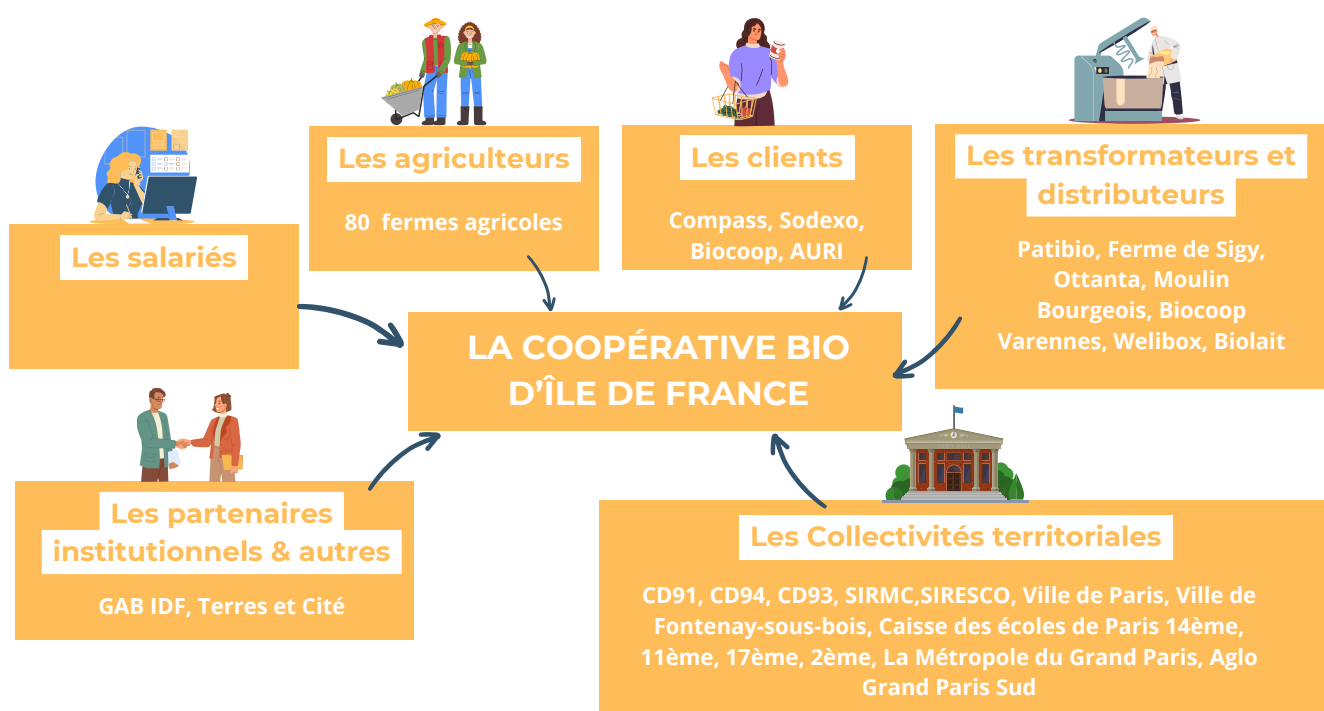 Les salariés
Les agriculteurs
80 fermes agricoles
Les clients
Compass, Sodexo,
Biocoop, AURI
Les transformateurs et
distributeurs
Patibio, Ferme de Sigy,
Ottanta, Moulin
Bourgeois, Biocoop
Varennes, Welibox, Biolait
LA COOPÉRATIVE BIO
D’ÎLE DE FRANCE
Les partenaires
institutionnels & autres
GAB IDF, Terres et Cité
Les Collectivités territoriales
CD91, CD94, CD93, SIRMC,SIRESCO, Ville de Paris, Ville de
Fontenay-sous-bois, Caisse des écoles de Paris 14ème,
11ème, 17ème, 2ème, La Métropole du Grand Paris, Aglo
Grand Paris Sud